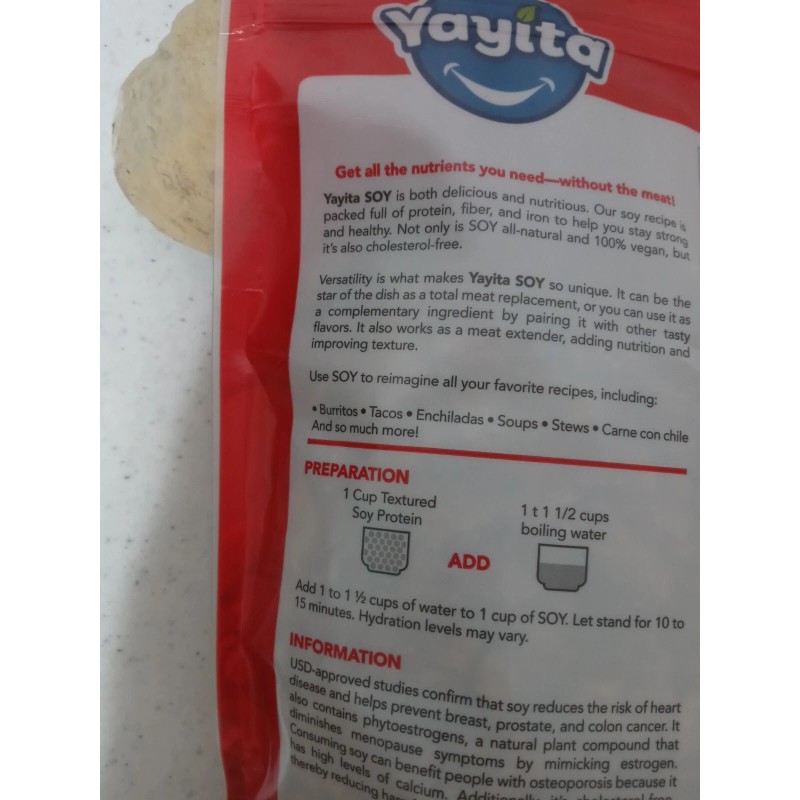 Yayita
Get all the nutrients you need—without the meat!
Yayita SOY is both delicious and nutritious. Our soy recipe is
packed full of protein, fiber, and iron to help you stay strong
and healthy. Not only is SOY all-natural and 100% vegan, but
it's also cholesterol-free.
Versatility is what makes Yayita SOY so unique. It can be the
star of the dish as a total meat replacement, or you can use it as
a complementary ingredient by pairing it with other tasty
flavors. It also works as a meat extender, adding nutrition and
improving texture.
Use SOY to reimagine all your favorite recipes, including:
• Burritos • Tacos • Enchiladas • Soups • Stews • Carne con chile
And so much more!
PREPARATION
1 Cup Textured
Soy Protein
ADD
1 t 1 1/2 cups
boiling water
Add 1 to 1 ½ cups of water to 1 cup of SOY. Let stand for 10 to
15 minutes. Hydration levels may vary.
INFORMATION
USD-approved studies confirm that soy reduces the risk of heart
disease and helps prevent breast, prostate, and colon cancer. It
also contains phytoestrogens, a natural plant compound that
diminishes menopause symptoms by mimicking estrogen.
Consuming soy can benefit people with osteoporosis because it
has high levels of calcium. Additionally, it's cholesterol-free,
thereby reducing